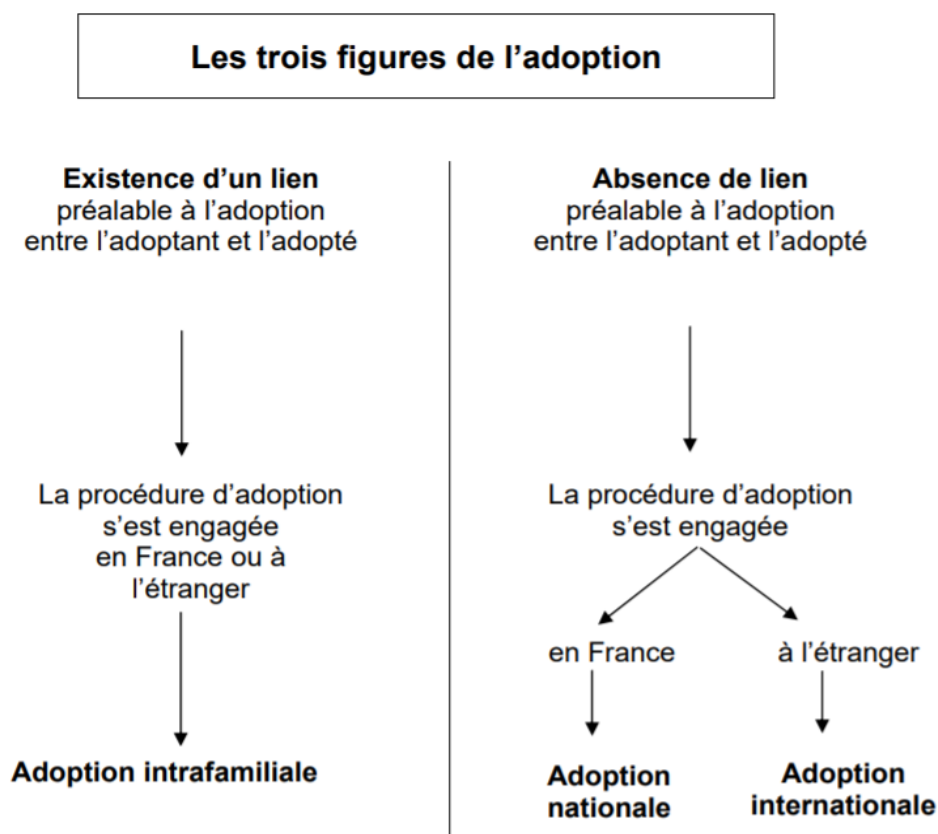 Les trois figures de l’adoption
Existence d’un lien
préalable à l’adoption
entre l’adoptant et l’adopté
La procédure d’adoption
s’est engagée
en France ou à
l’étranger
Adoption intrafamiliale
Absence de lien
préalable à l’adoption
entre l’adoptant et l’adopté
La procédure d’adoption
s’est engagée
en France
à l’étranger
Adoption
nationale
Adoption
internationale